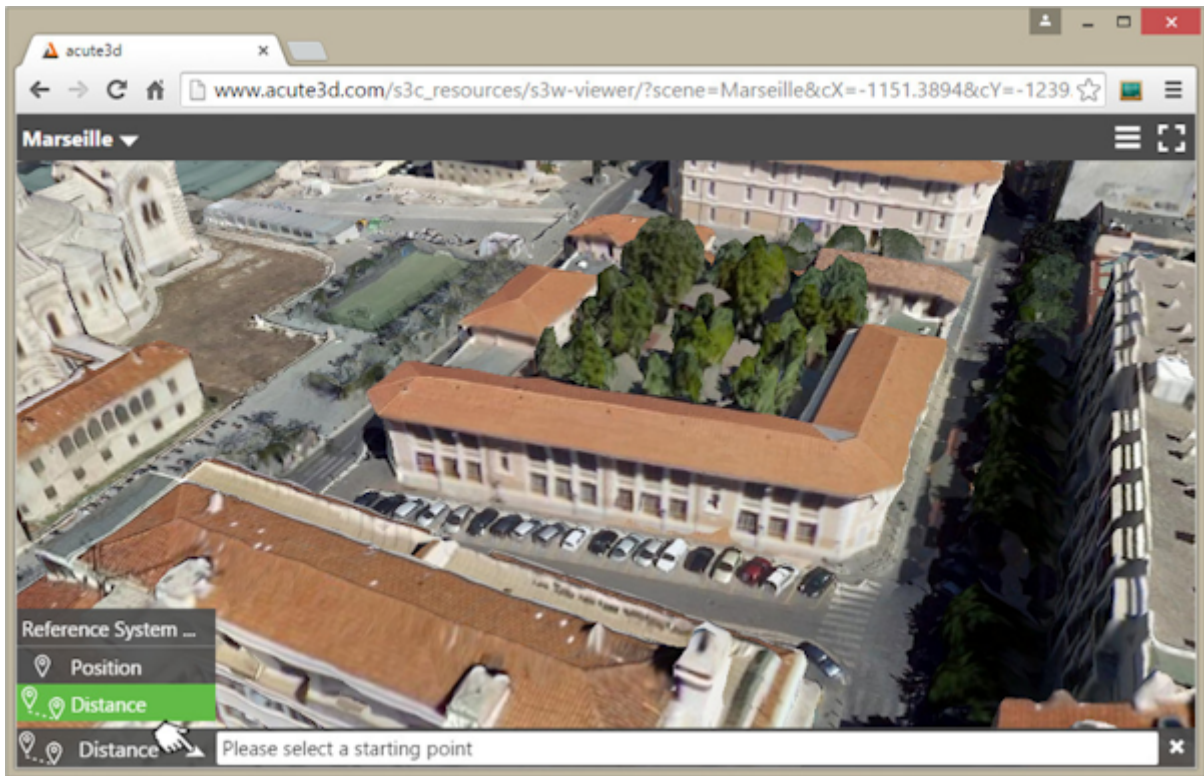 acute3d
www.acute3d.com/s3c_resources/s3w-viewer/?scene=Marseille&cX=-1151.3894&cY=-1239
Marseille
Reference System ...
Position
Distance
Distance
Please select a starting point